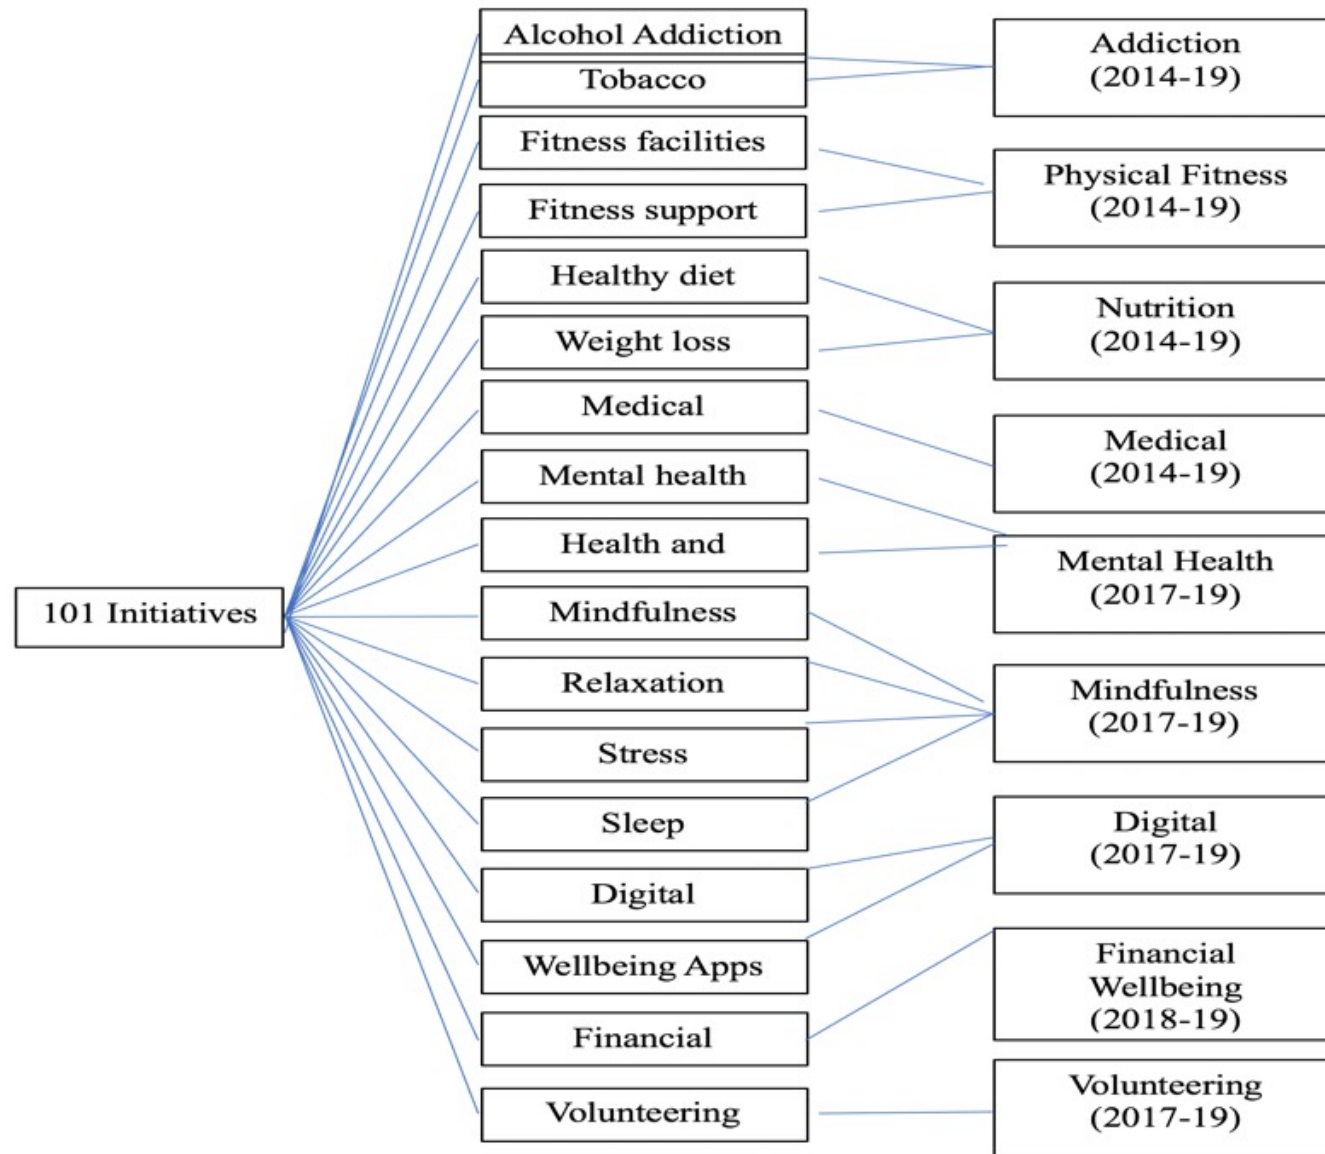 101 Initiatives
Alcohol Addiction
Tobacco
Fitness facilities
Fitness support
Healthy diet
Weight loss
Medical
Mental health
Health and
Mindfulness
Relaxation
Stress
Sleep
Digital
Wellbeing Apps
Financial
Volunteering
Addiction
(2014-19)
Physical Fitness
(2014-19)
Nutrition
(2014-19)
Medical
(2014-19)
Mental Health
(2017-19)
Mindfulness
(2017-19)
Digital
(2017-19)
Financial
Wellbeing
(2018-19)
Volunteering
(2017-19)